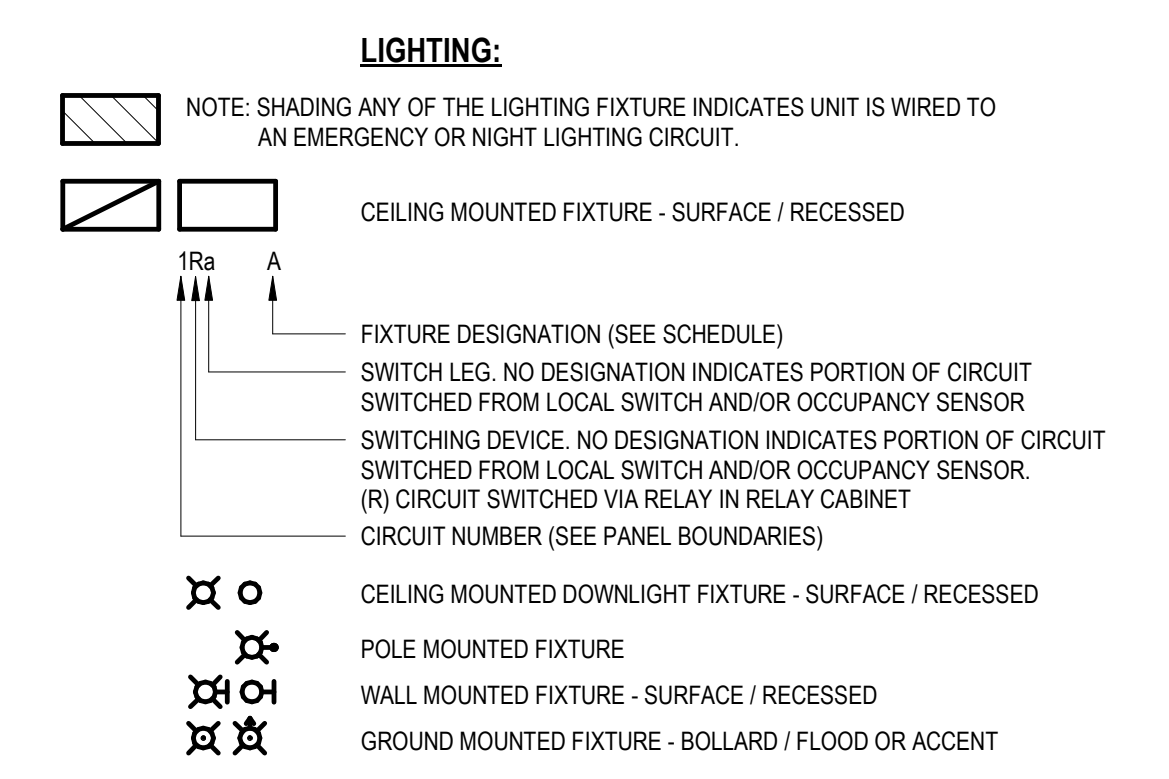 LIGHTING:
NOTE: SHADING ANY OF THE LIGHTING FIXTURE INDICATES UNIT IS WIRED TO
AN EMERGENCY OR NIGHT LIGHTING CIRCUIT.
CEILING MOUNTED FIXTURE - SURFACE / RECESSED
1Ra A
FIXTURE DESIGNATION (SEE SCHEDULE)
SWITCH LEG. NO DESIGNATION INDICATES PORTION OF CIRCUIT
SWITCHED FROM LOCAL SWITCH AND/OR OCCUPANCY SENSOR
SWITCHING DEVICE. NO DESIGNATION INDICATES PORTION OF CIRCUIT
SWITCHED FROM LOCAL SWITCH AND/OR OCCUPANCY SENSOR.
(R) CIRCUIT SWITCHED VIA RELAY IN RELAY CABINET
CIRCUIT NUMBER (SEE PANEL BOUNDARIES)
CEILING MOUNTED DOWNLIGHT FIXTURE - SURFACE / RECESSED
POLE MOUNTED FIXTURE
WALL MOUNTED FIXTURE - SURFACE / RECESSED
GROUND MOUNTED FIXTURE - BOLLARD / FLOOD OR ACCENT